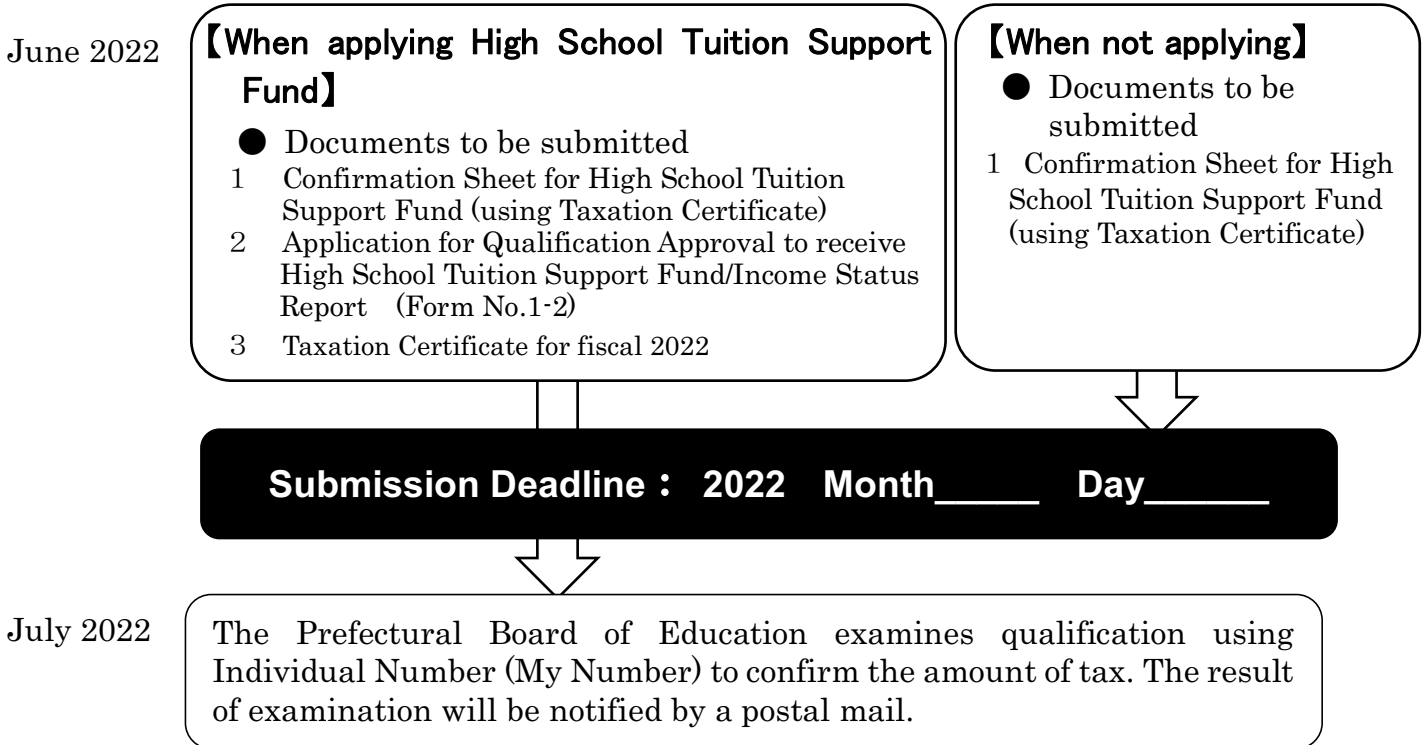 June 2022
【When applying High School Tuition Support
Fund】
● Documents to be submitted
1 Confirmation Sheet for High School Tuition
Support Fund (using Taxation Certificate)
2 Application for Qualification Approval to receive
High School Tuition Support Fund/Income Status
Report (Form No.1-2)
3 Taxation Certificate for fiscal 2022
【When not applying】
● Documents to be
submitted
1 Confirmation Sheet for High
School Tuition Support Fund
(using Taxation Certificate)
Submission Deadline： 2022 Month_____ Day______
July 2022
The Prefectural Board of Education examines qualification using
Individual Number (My Number) to confirm the amount of tax. The result
of examination will be notified by a postal mail.